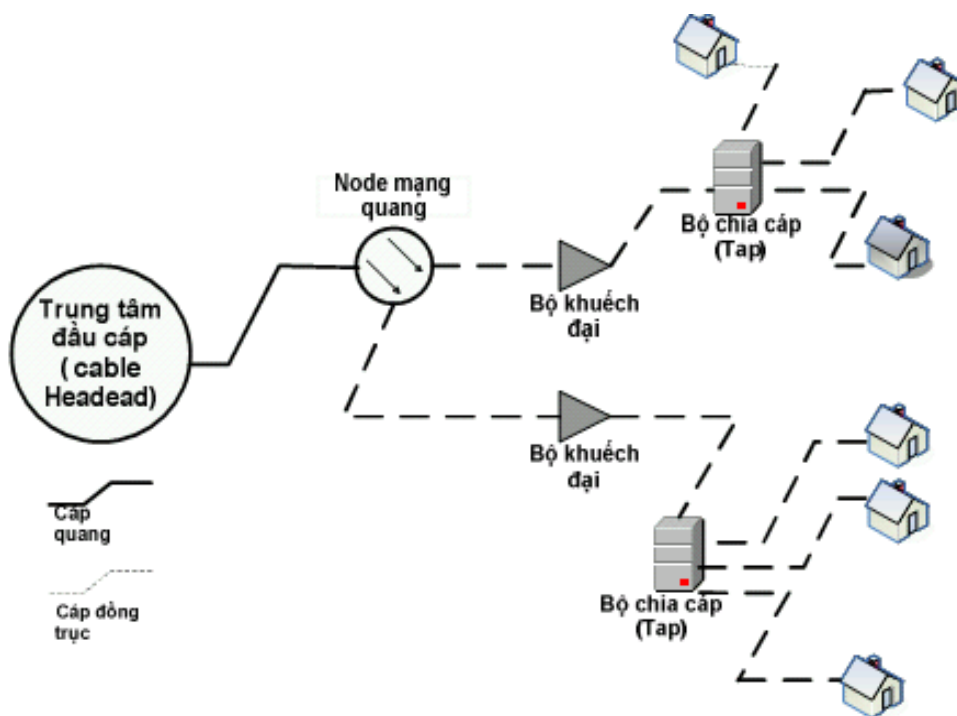 Node mạng
quang
Trung tâm
đầu cáp
( cable
Headead)
Bộ khuếch
đại
Bộ chia cáp
(Tap)
Bộ khuếch
đại
Bộ chia cáp
(Tap)
Cáp
quang
Cáp đồng
trục